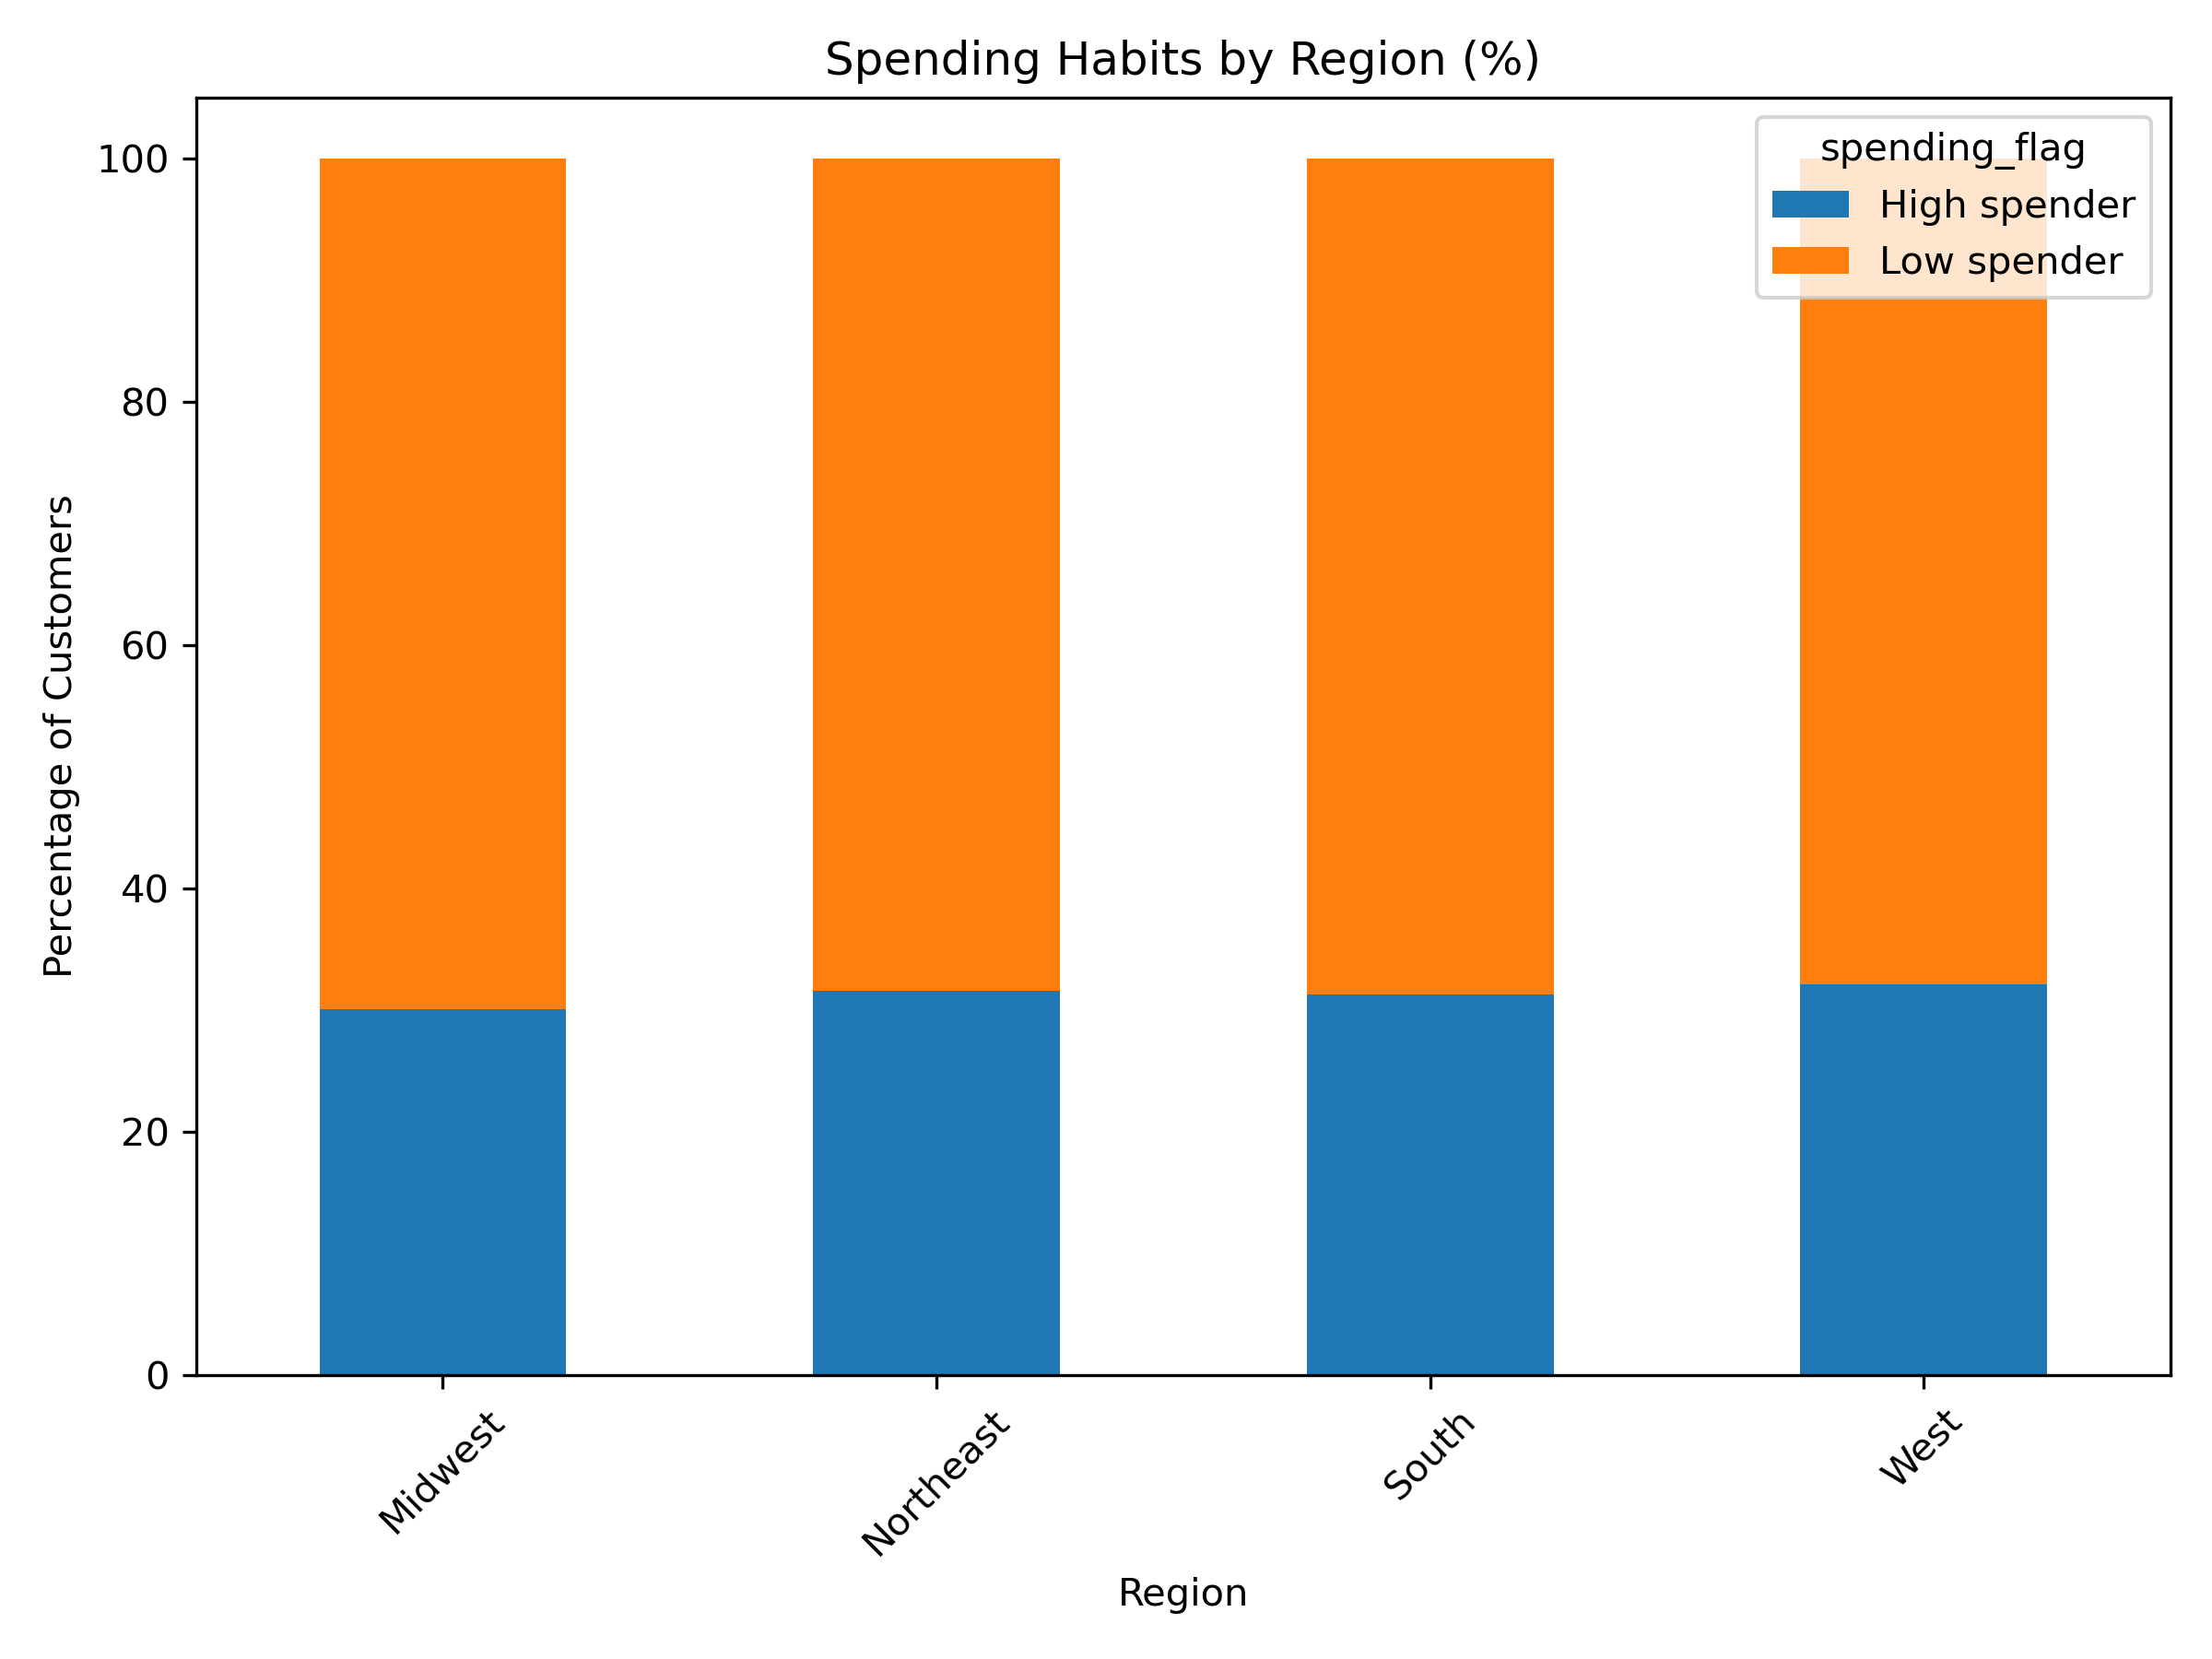 Spending Habits by Region (%)
spending_flag
High spender
Low spender
Percentage of Customers
100
80
60
40
20
0
Midwest
Northeast
South
West
Region